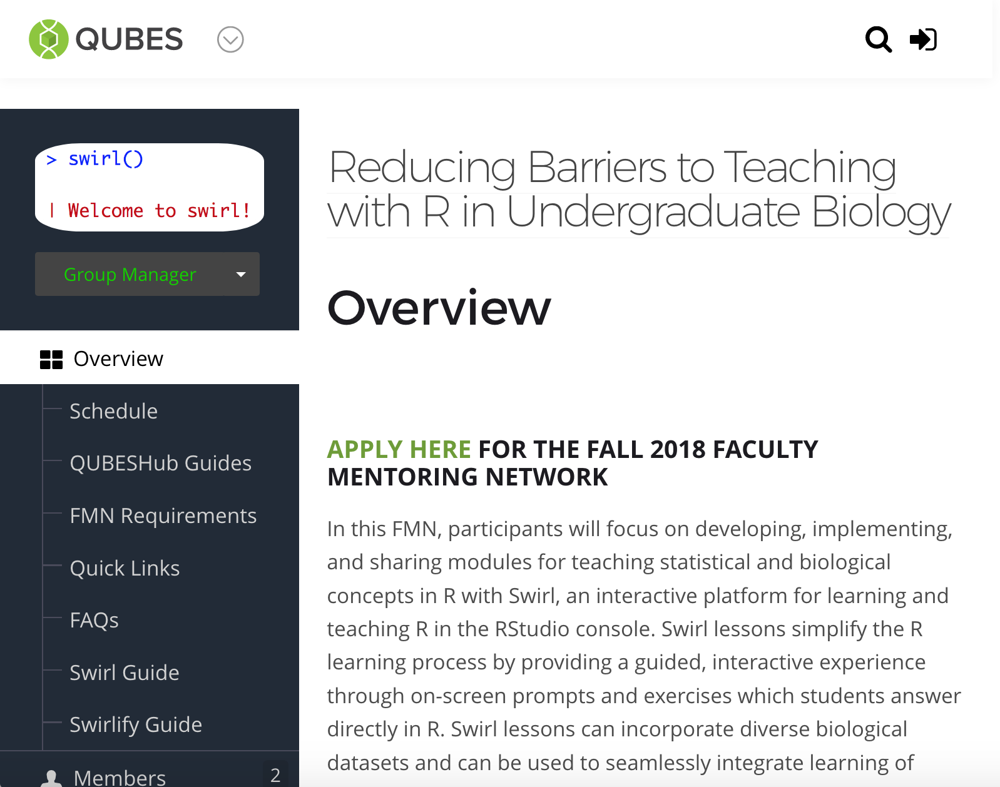 QUBES
> swirl()
| Welcome to swirl!
Group Manager
Overview
Schedule
QUBESHub Guides
FMN Requirements
Quick Links
FAQs
Swirl Guide
Swirlify Guide
Members 2
Reducing Barriers to Teaching
with R in Undergraduate Biology
Overview
APPLY HERE FOR THE FALL 2018 FACULTY
MENTORING NETWORK
In this FMN, participants will focus on developing, implementing,
and sharing modules for teaching statistical and biological
concepts in R with Swirl, an interactive platform for learning and
teaching R in the RStudio console. Swirl lessons simplify the R
learning process by providing a guided, interactive experience
through on-screen prompts and exercises which students answer
directly in R. Swirl lessons can incorporate diverse biological
datasets and can be used to seamlessly integrate learning of